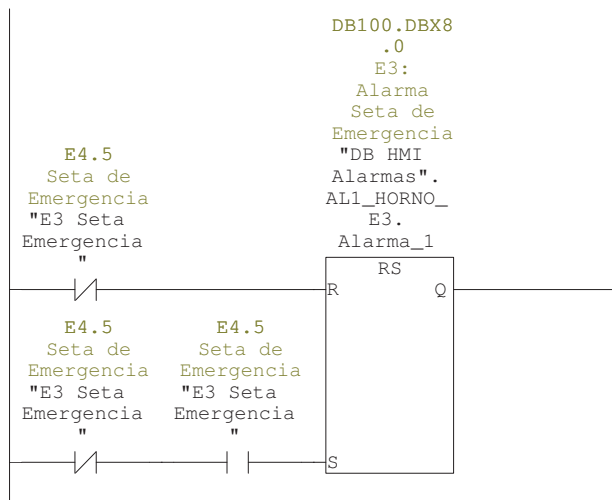 DB100.DBX8
.0
E3:
Alarma
Seta de
Emergencia
"DB HMI
Alarmas".
AL1_HORNO_
E3.
Alarma_1
E4.5
Seta de
Emergencia
"E3 Seta
Emergencia
"
RS
R Q
E4.5
Seta de
Emergencia
"E3 Seta
Emergencia
"
E4.5
Seta de
Emergencia
"E3 Seta
Emergencia
"
S